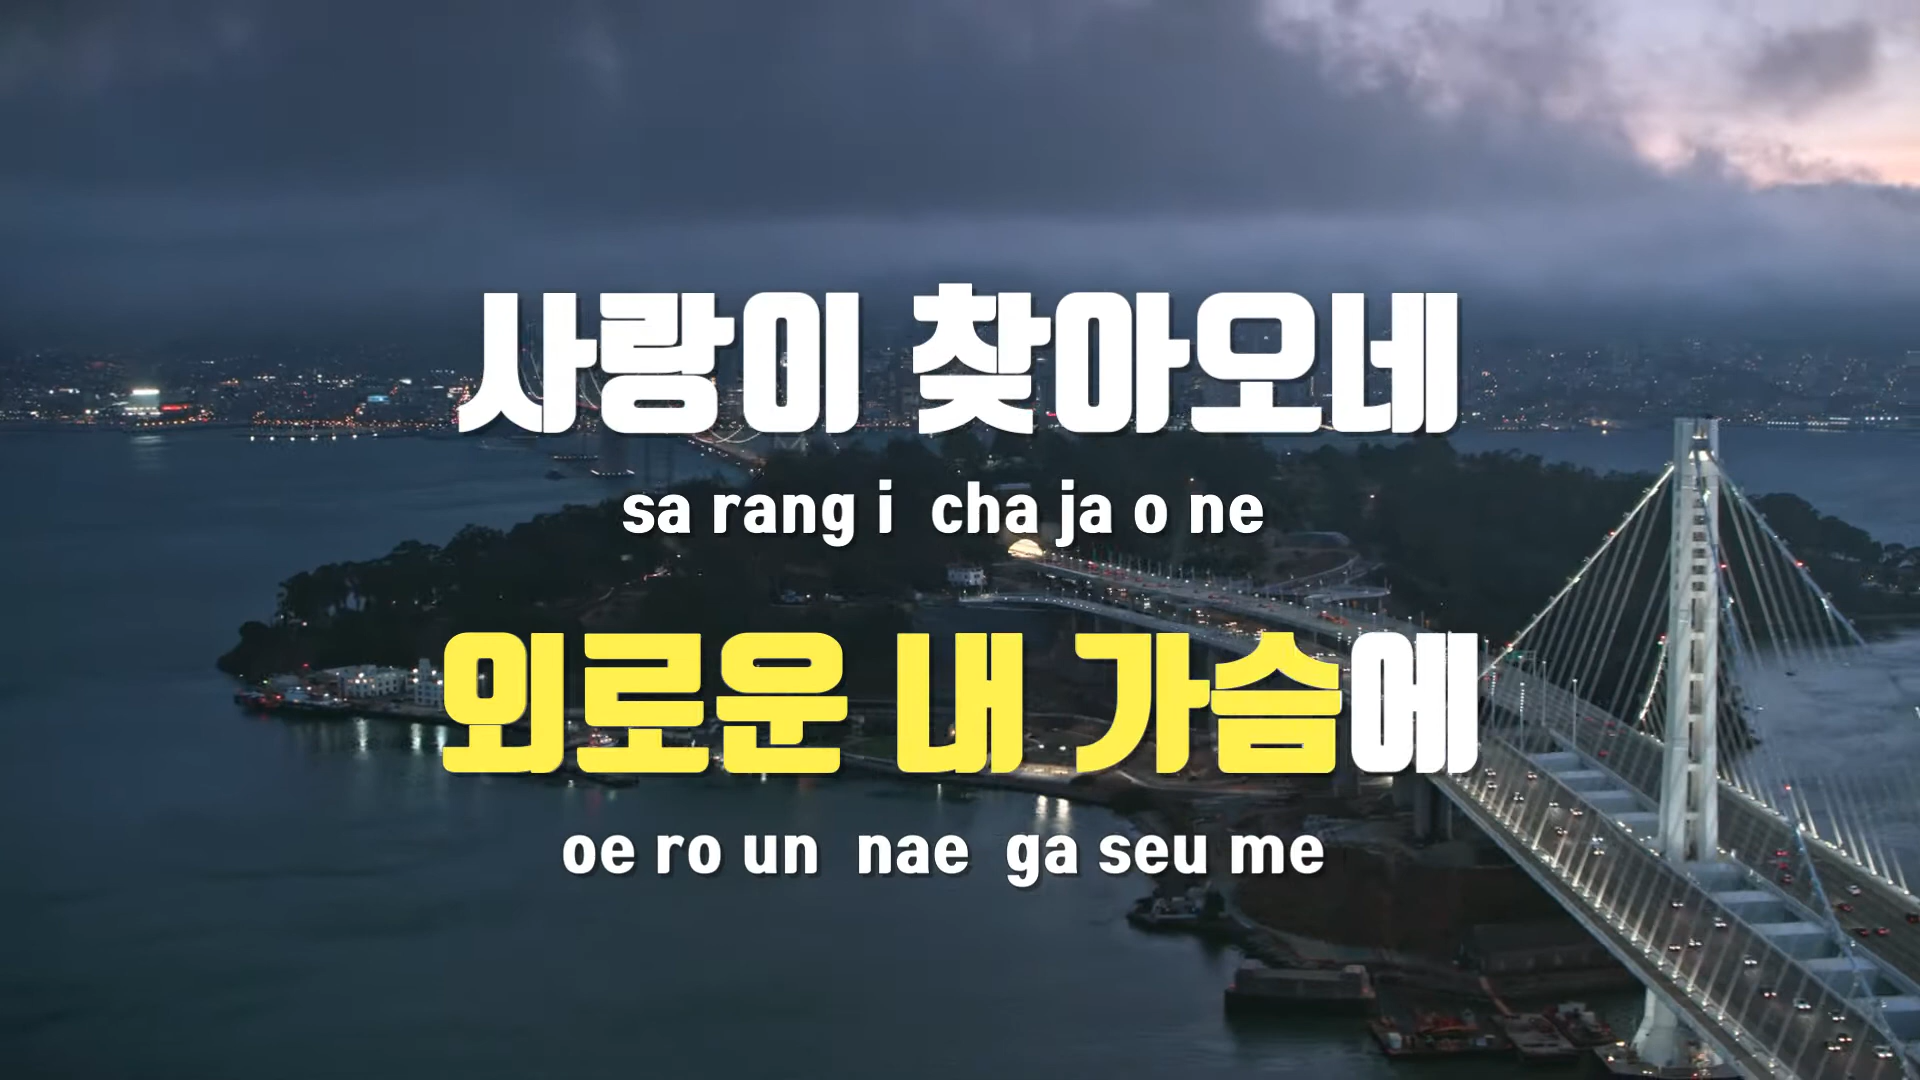 사랑이 찾아오네
sa rang i cha ja o ne
외로운 내 가슴에
oe ro un nae ga seu me